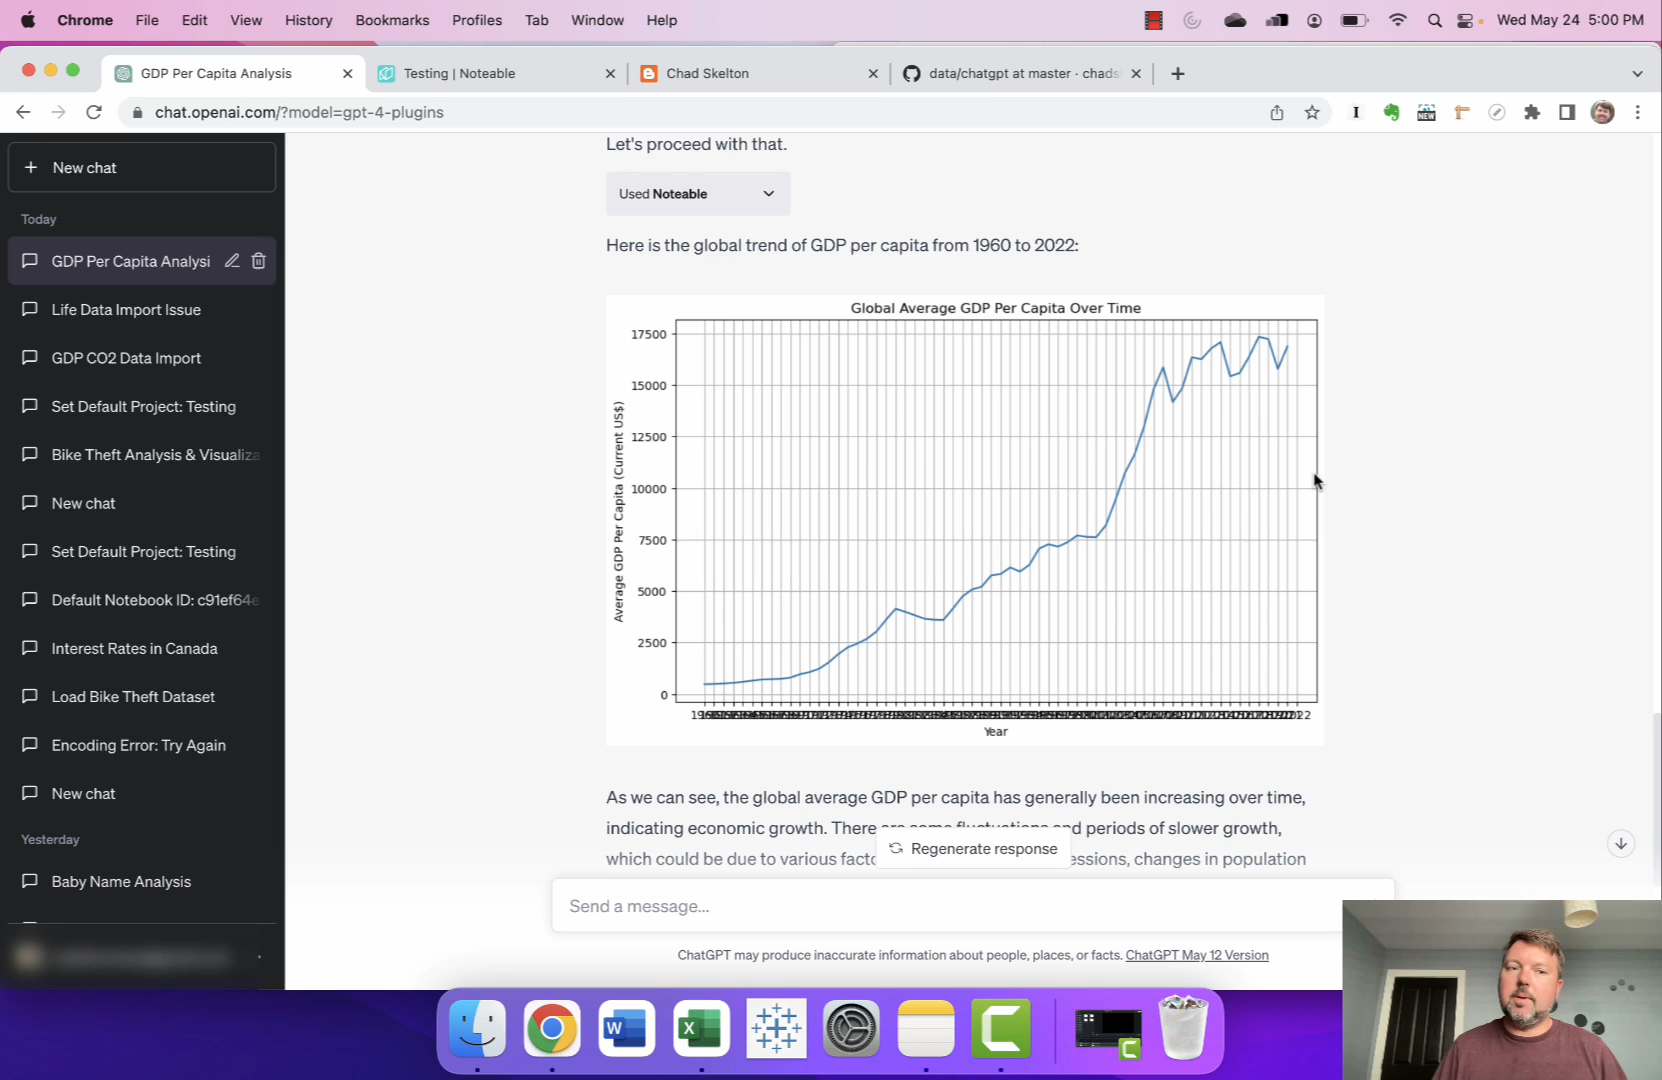 Chrome File Edit View History Bookmarks Profiles Tab Window Help Wed May 24 5:00 PM
GDP Per Capita Analysis Testing | Noteable Chad Skelton data/chatgpt at master · chads
chat.openai.com/?model=gpt-4-plugins NEW
New chat
Today
GDP Per Capita Analysi
Life Data Import Issue
GDP CO2 Data Import
Set Default Project: Testing
Bike Theft Analysis & Visualiza
New chat
Set Default Project: Testing
Default Notebook ID: c91ef64e
Interest Rates in Canada
Load Bike Theft Dataset
Encoding Error: Try Again
New chat
Yesterday
Baby Name Analysis
Let's proceed with that.
Used Noteable
Here is the global trend of GDP per capita from 1960 to 2022:
Global Average GDP Per Capita Over Time
17500
15000
12500
10000
7500
5000
2500
0
Average GDP Per Capita (Current US$)
Year
As we can see, the global average GDP per capita has generally been increasing over time,
indicating economic growth. There are some fluctuations and periods of slower growth,
which could be due to various essions, changes in population
Regenerate response
Send a message...
ChatGPT may produce inaccurate information about people, places, or facts. ChatGPT May 12 Version